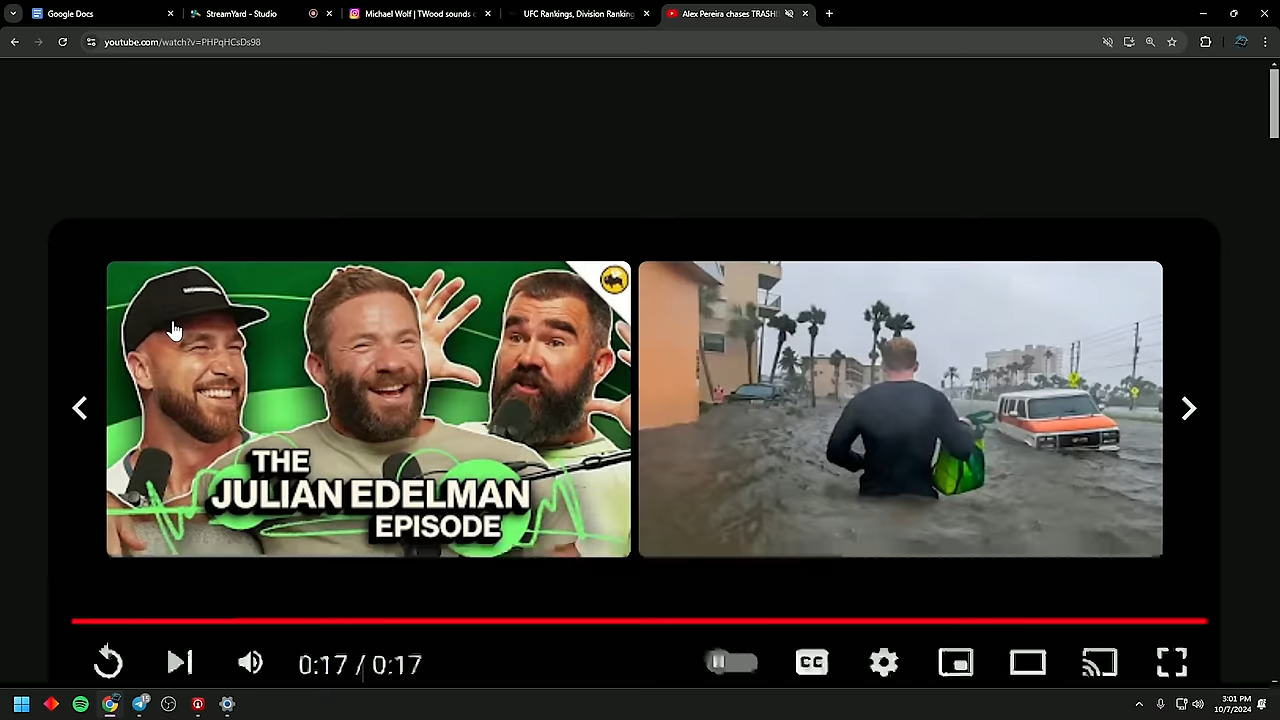 Google Docs
StreamYard - Studio
Michael Wolf | TWood sounds
UFC Rankings, Division Ranking
Alex Pereira closes TRASH
youtube.com/watch?v=PHPqHCsDs98
THE
JULIAN EDELMAN
EPISODE
0:17 / 0:17
CC
3:01 PM
10/7/2024